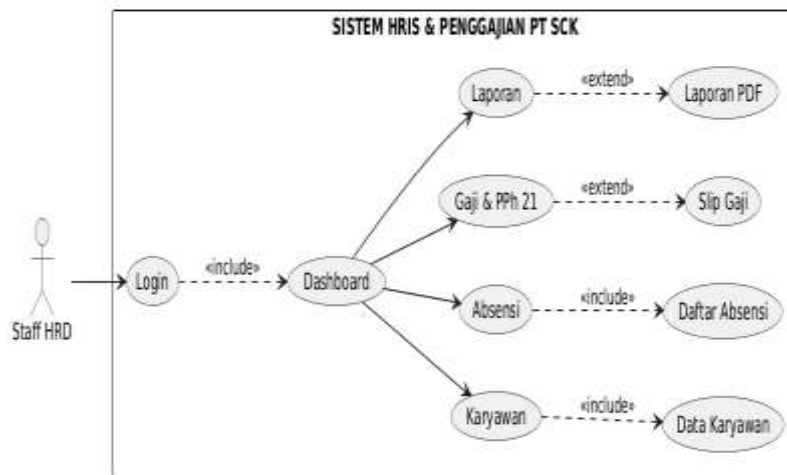 SISTEM HRIS & PENGGAJIAN PT SCK
Laporan
«extend»
Laporan PDF
Gaji & PPh 21
«extend»
Slip Gaji
Staff HRD
Login
«include»
Dashboard
Absensi
«include»
Daftar Absensi
Karyawan
«include»
Data Karyawan